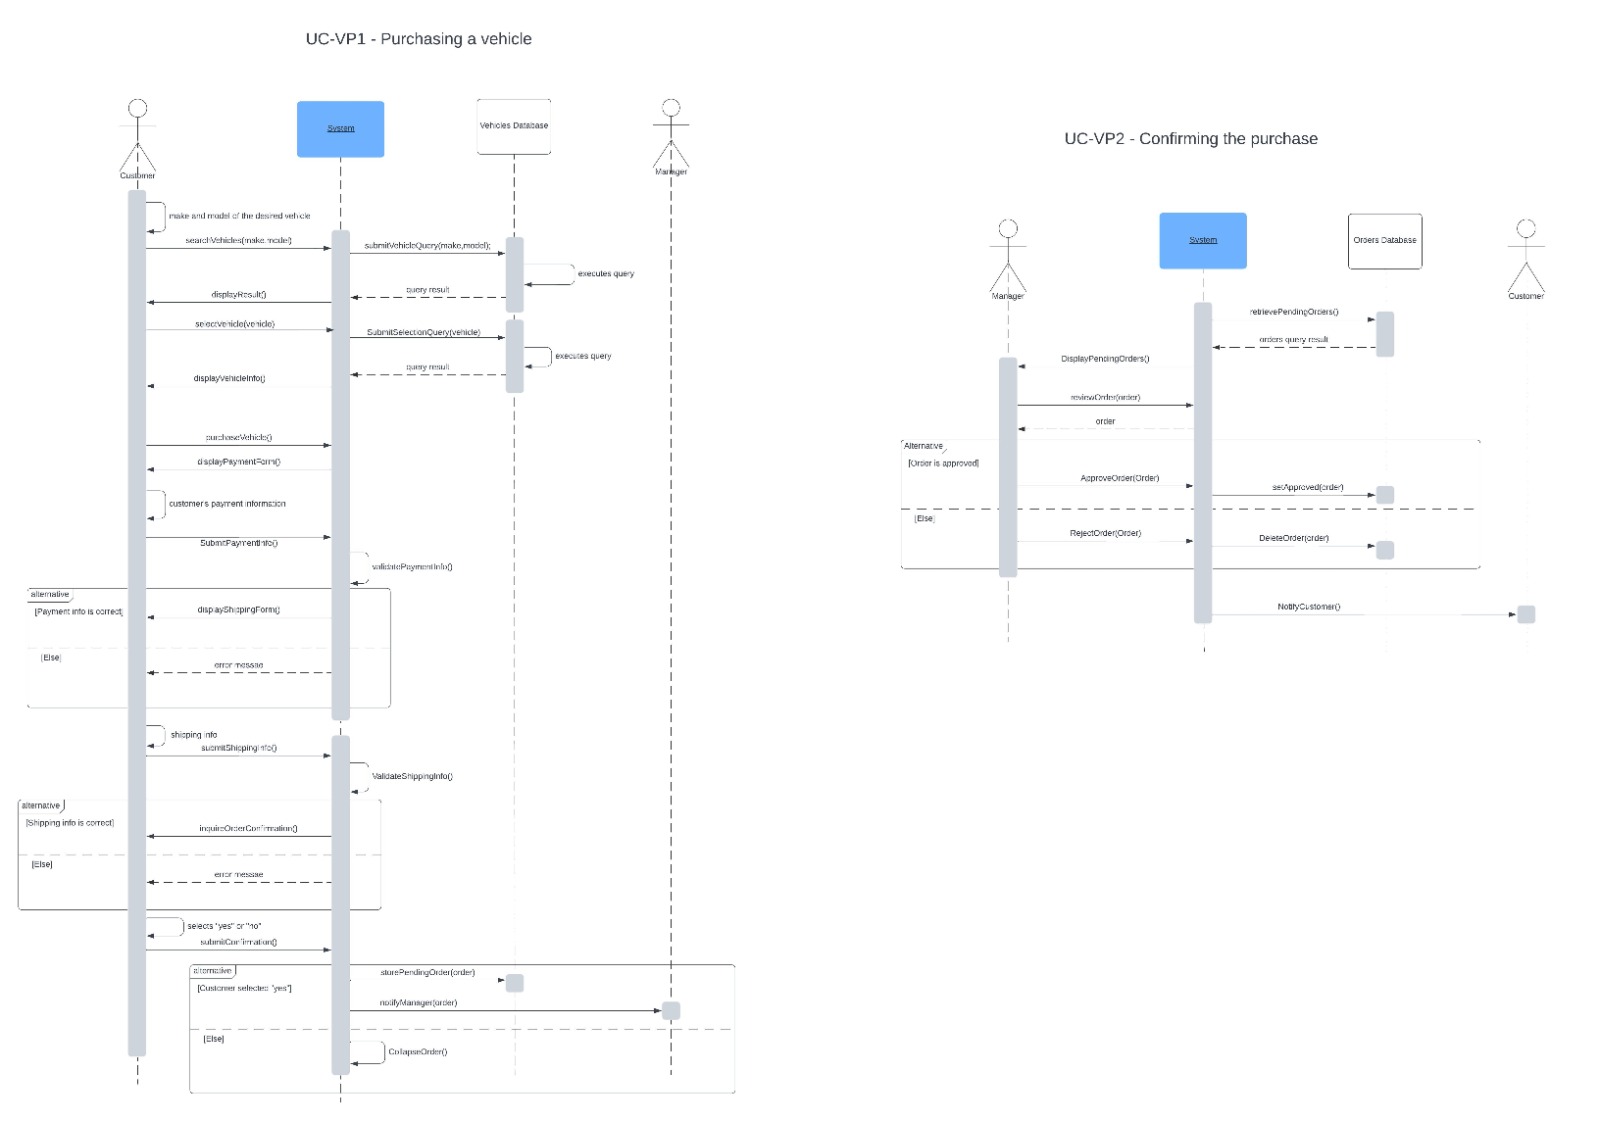 UC-VP1 - Purchasing a vehicle
Customer
System
Vehicles Database
Manager
make and model of the desired vehicle
searchVehicles(make,model)
submitVehicleQuery(make,model);
executes query
query result
displayResult()
selectVehicle(vehicle)
SubmitSelectionQuery(vehicle)
executes query
query result
displayVehicleInfo()
purchaseVehicle()
displayPaymentForm()
customer's payment information
SubmitPaymentInfo()
validatePaymentInfo()
alternative
[Payment info is correct]
displayShippingForm()
[Else]
error messae
shipping info
submitShippingInfo()
ValidateShippingInfo()
alternative
[Shipping info is correct]
inquireOrderConfirmation()
[Else]
error messae
selects "yes" or "no"
submitConfirmation()
alternative
[Customer selected "yes"]
storePendingOrder(order)
notifyManager(order)
[Else]
CollapseOrder()
UC-VP2 - Confirming the purchase
Manager
System
Orders Database
Customer
retrievePendingOrders()
orders query result
DisplayPendingOrders()
reviewOrder(order)
order
Alternative
[Order is approved]
ApproveOrder(Order)
setApproved(order)
[Else]
RejectOrder(Order)
DeleteOrder(order)
NotifyCustomer()